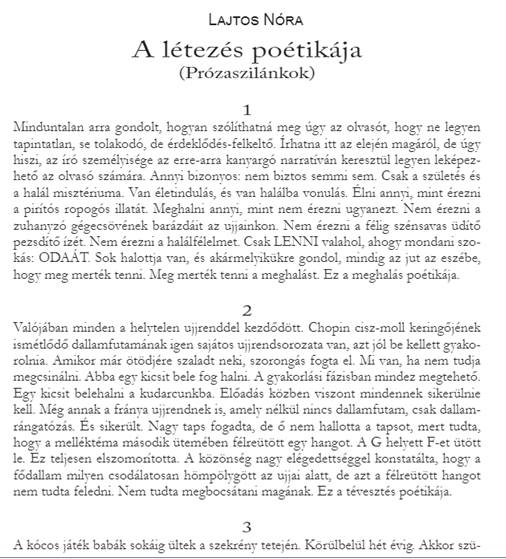 LAJTOS NÓRA
A létezés poétikája
(Prózaszilánkok)
1
Minduntalan arra gondolt, hogyan szólíthatná meg úgy az olvasót, hogy ne legyen
tapintatlan, se tolakodó, de érdeklődés-felkeltő. Írhatna itt az elején magáról, de úgy
hiszi, az író személyisége az erre-arra kanyargó narratíván keresztül legyen leképez-
hető az olvasó számára. Annyi bizonyos: nem biztos semmi sem. Csak a születés és
a halál misztériuma. Van életindulás, és van halálba vonulás. Élni annyi, mint érezni
a pirítós ropogós illatát. Meghalni annyi, mint nem érezni ugyanezt. Nem érezni a
zuhanyzó gégecsövének barázdáit az ujjainkon. Nem érezni a félig szénsavas üdítő
pezsdítő ízét. Nem érezni a halálfélelmet. Csak LENNI valahol, ahogy mondani szo-
kás: ODAÁT. Sok halottja van, és akármelyikükre gondol, mindig az jut az eszébe,
hogy meg merték tenni. Meg merték tenni a meghalást. Ez a meghalás poétikája.
2
Valójában minden a helytelen ujjrenddel kezdődött. Chopin cisz-moll keringőjének
ismétlődő dallamfutamának igen sajátos ujjrendsorozata van, azt jól be kellett gyako-
rolnia. Amikor már ötödjére szaladt neki, szorongás fogta el. Mi van, ha nem tudja
megcsinálni. Abba egy kicsit bele fog halni. A gyakorlási fázisban mindez megtehető.
Egy kicsit belehalni a kudarcunkba. Előadás közben viszont mindennek sikerülnie
kell. Még annak a fránya ujjrendnek is, amely nélkül nincs dallamfutam, csak dallam-
rángatózás. És sikerült. Nagy taps fogadta, de ő nem hallotta a tapsot, mert tudta,
hogy a melléktéma második ütemében félreütött egy hangot. A G helyett F-et ütött
le. Ez teljesen elszomorította. A közönség nagy elégedettséggel konstatálta, hogy a
fődallam milyen csodálatosan hömpölygött az ujjai alatt, de azt a félreütött hangot
nem tudta feledni. Nem tudta megbocsátani magának. Ez a tévesztés poétikája.
3
A kócos játék babák sokáig ültek a szekrény tetején. Körülbelül hét évig. Akkor szü-